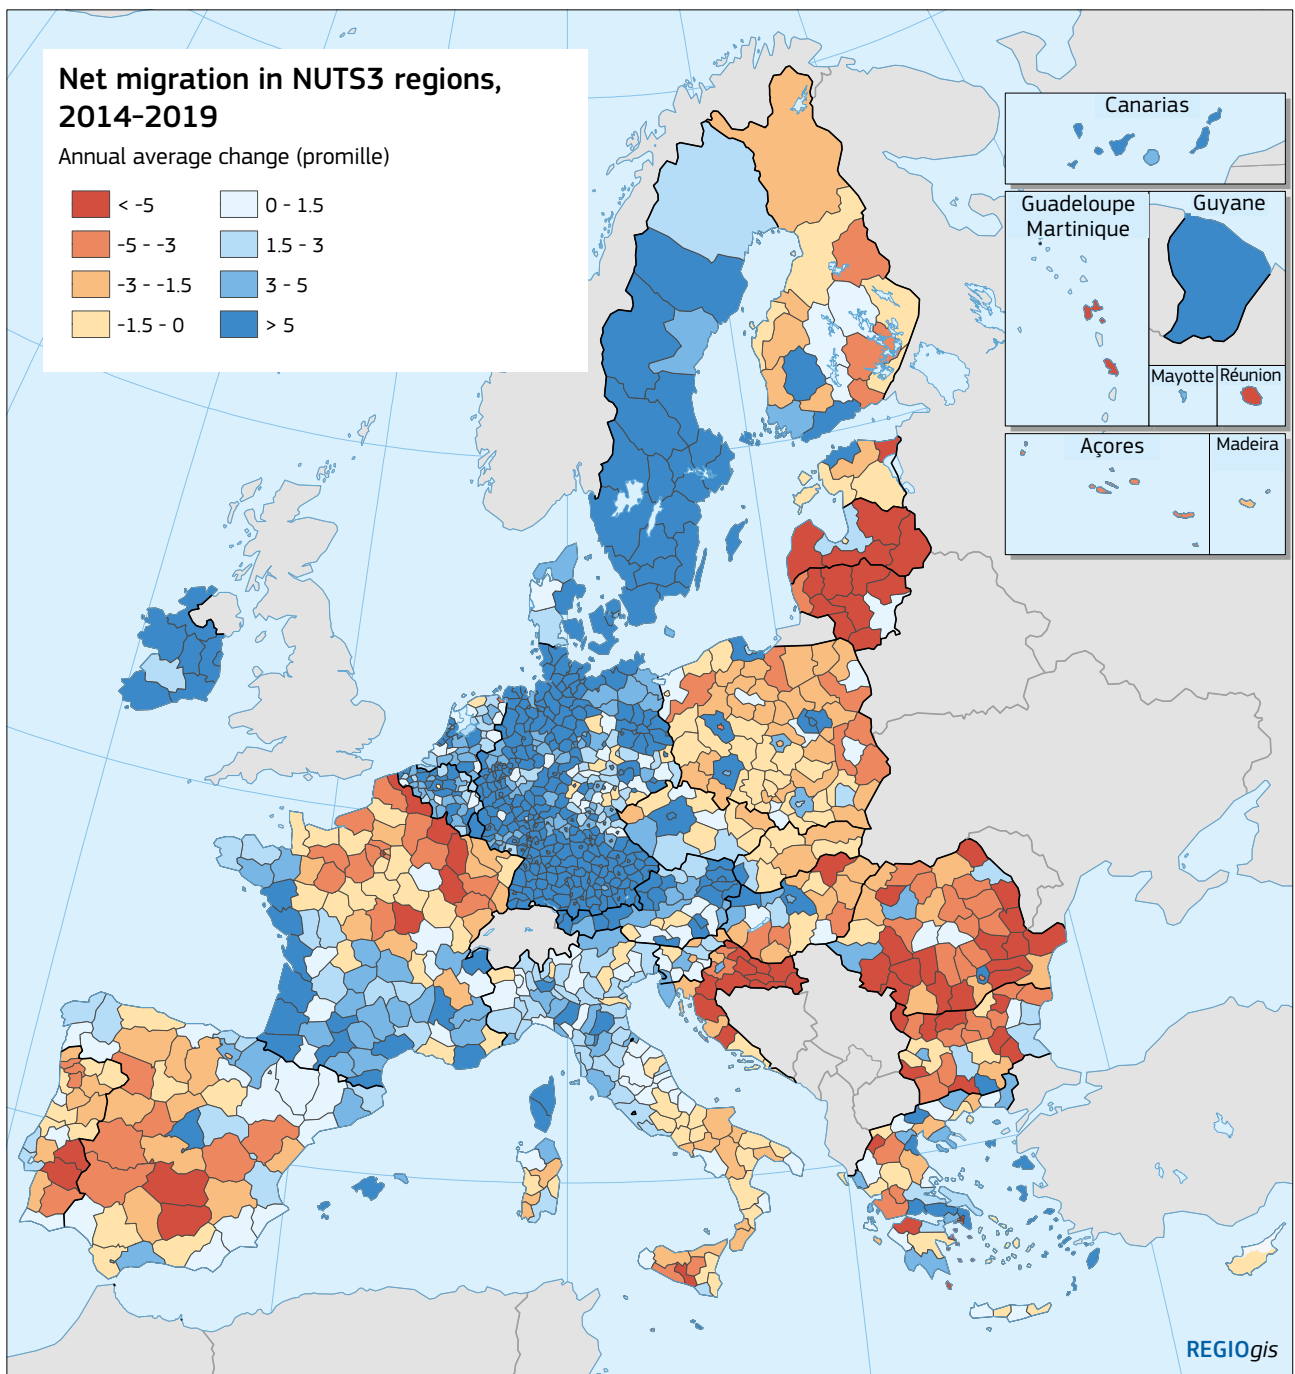 Net migration in NUTS3 regions,
2014-2019
Annual average change (promille)
< -5
-5 - -3
-3 - -1.5
-1.5 - 0
0 - 1.5
1.5 - 3
3 - 5
> 5
Canarias
Guadeloupe
Martinique
Guyane
Mayotte
Réunion
Açores
Madeira
REGIOgis